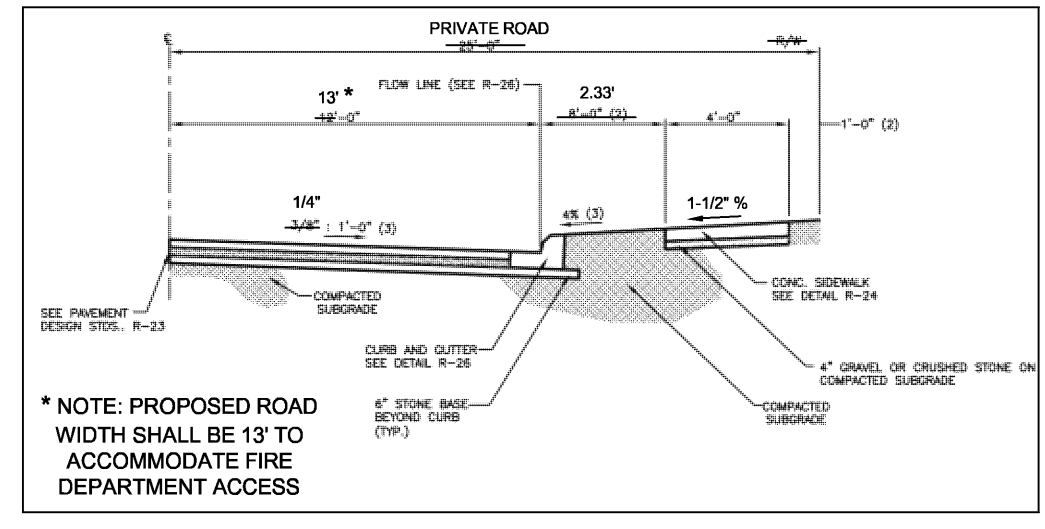 PRIVATE ROAD
℄
25'-0"
R/W
FLOW LINE (SEE R-26)
13' *
2.33'
12'-0"
8'-0" (2)
4'-0"
1'-0" (2)
1/4"
3/8" : 1'-0" (3)
4% (3)
1-1/2" %
COMPACTED
SUBGRADE
SEE PAVEMENT
DESIGN STDS., R-23
CONC. SIDEWALK
SEE DETAIL R-24
CURB AND GUTTER
SEE DETAIL R-26
4" GRAVEL OR CRUSHED STONE ON
COMPACTED SUBGRADE
6" STONE BASE
BEYOND CURB
(TYP.)
COMPACTED
SUBGRADE
* NOTE: PROPOSED ROAD
WIDTH SHALL BE 13' TO
ACCOMMODATE FIRE
DEPARTMENT ACCESS